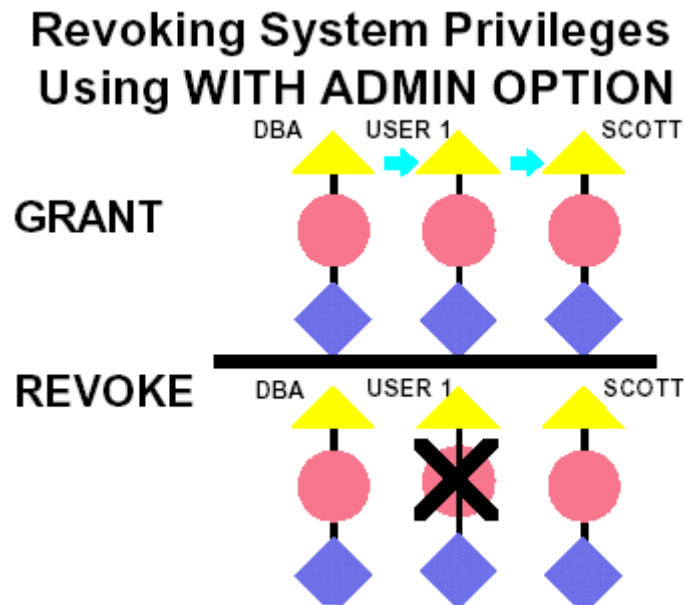 Revoking System Privileges
Using WITH ADMIN OPTION
DBA USER 1 SCOTT
GRANT
REVOKE
DBA USER 1 SCOTT